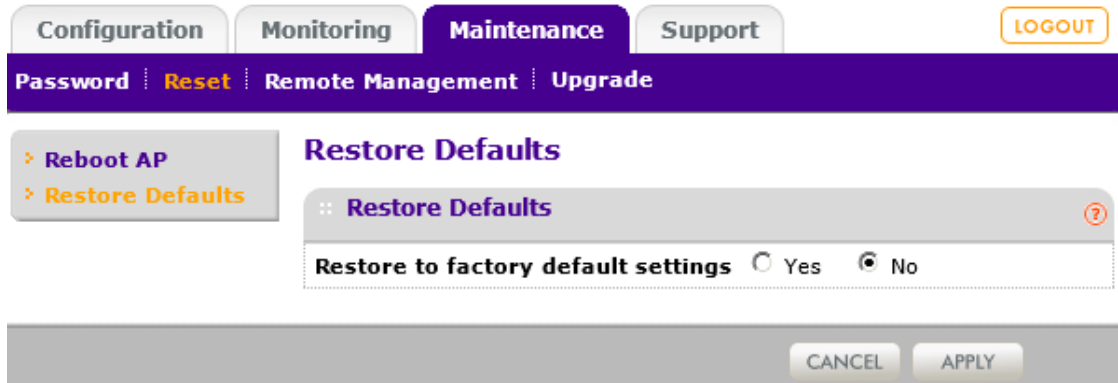 Configuration Monitoring Maintenance Support LOGOUT
Password Reset Remote Management Upgrade
Reboot AP
Restore Defaults
Restore Defaults
Restore Defaults ?
Restore to factory default settings Yes No
CANCEL APPLY